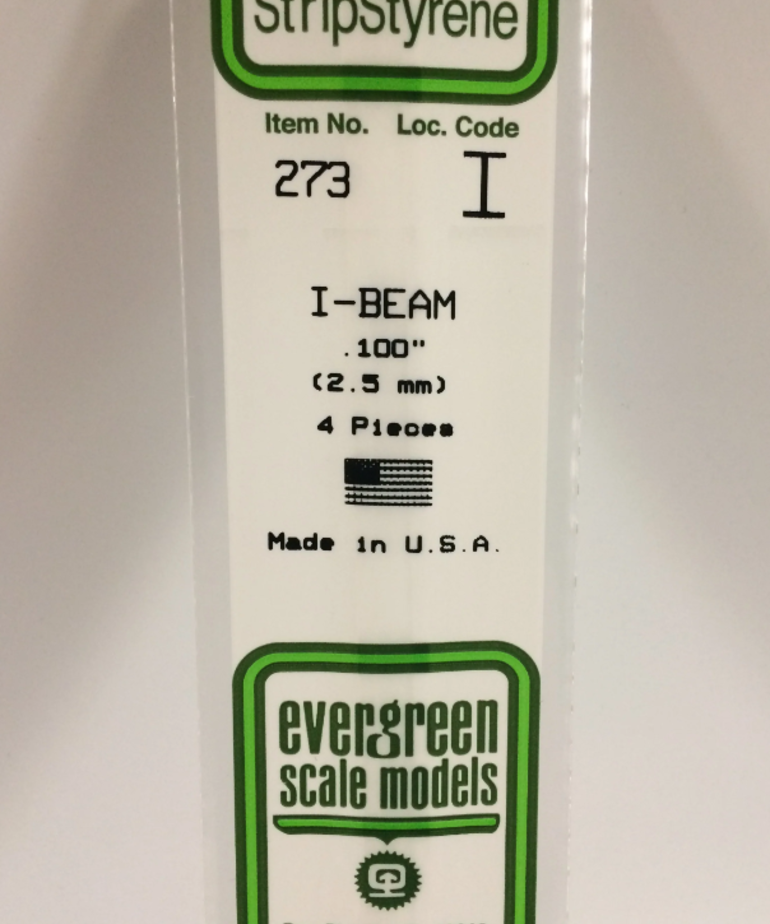 StripStyrene
Item No. Loc. Code
273 I
I-BEAM
.100"
(2.5 mm)
4 Pieces
Made in U.S.A.
evergreen
scale models